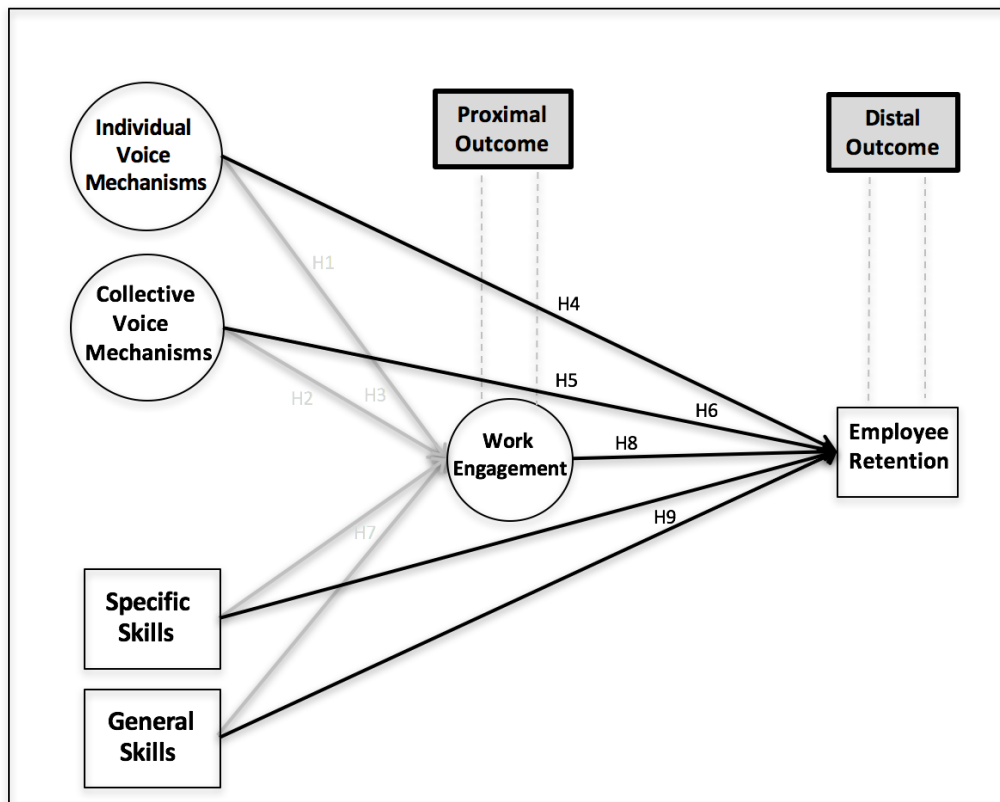 Individual
Voice
Mechanisms
Proximal
Outcome
Distal
Outcome
H1
Collective
Voice
Mechanisms
H4
H5
H2
H3
H6
Work
Engagement
H8
Employee
Retention
H7
H9
Specific
Skills
General
Skills